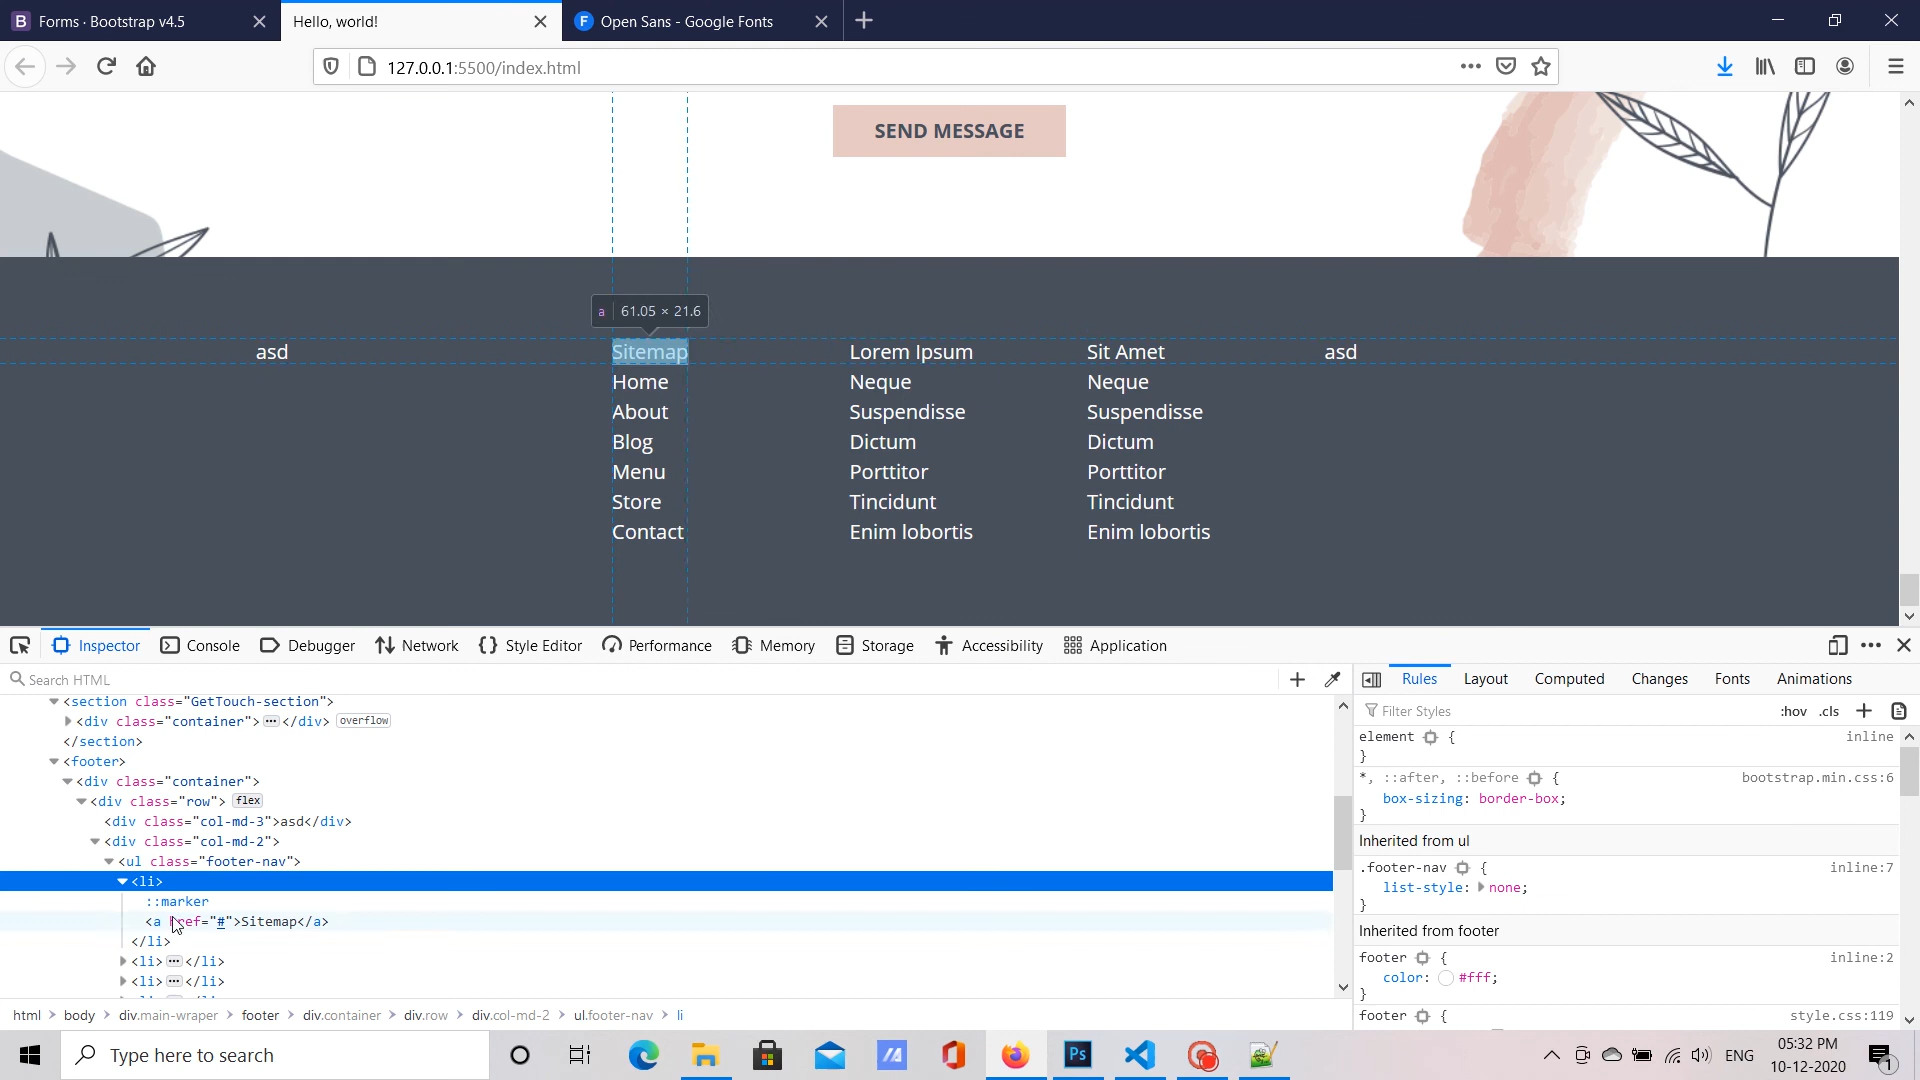 Forms · Bootstrap v4.5
Hello, world!
Open Sans - Google Fonts
127.0.0.1:5500/index.html
SEND MESSAGE
a 61.05 × 21.6
asd
Sitemap
Home
About
Blog
Menu
Store
Contact
Lorem Ipsum
Neque
Suspendisse
Dictum
Porttitor
Tincidunt
Enim lobortis
Sit Amet
Neque
Suspendisse
Dictum
Porttitor
Tincidunt
Enim lobortis
asd
Inspector Console Debugger Network Style Editor Performance Memory Storage Accessibility Application
Search HTML
<section class="GetTouch-section">
<div class="container"> </div> overflow
</section>
<footer>
<div class="container">
<div class="row"> flex
<div class="col-md-3">asd</div>
<div class="col-md-2">
<ul class="footer-nav">
<li>
::marker
<a href="#">Sitemap</a>
</li>
<li> </li>
<li> </li>
html body div.main-wraper footer div.container div.row div.col-md-2 ul.footer-nav li
Rules Layout Computed Changes Fonts Animations
Filter Styles :hov .cls
element { inline
}
*, ::after, ::before { bootstrap.min.css:6
box-sizing: border-box;
}
Inherited from ul
.footer-nav { inline:7
list-style: none;
}
Inherited from footer
footer { inline:2
color: #fff;
}
footer { style.css:119
Type here to search
Ps
ENG
05:32 PM
10-12-2020
1